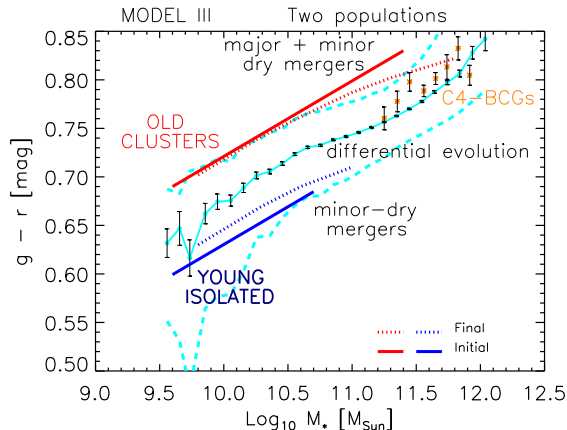 MODEL III Two populations
0.85
0.80
0.75
0.70
0.65
0.60
0.55
0.50
g - r [mag]
major + minor
dry mergers
C4-BCGs
OLD
CLUSTERS
differential evolution
minor-dry
mergers
YOUNG
ISOLATED
Final
Initial
9.0 9.5 10.0 10.5 11.0 11.5 12.0 12.5
Log₁₀ M* [MSun]